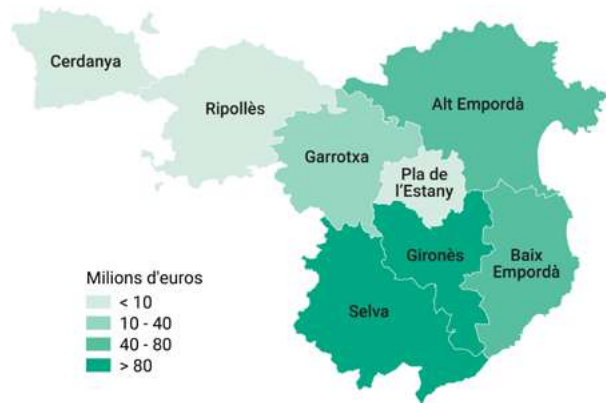 Cerdanya
Ripollès
Alt Empordà
Garrotxa
Pla de
l'Estany
Gironès
Baix
Empordà
Selva
Milions d'euros
< 10
10 - 40
40 - 80
> 80